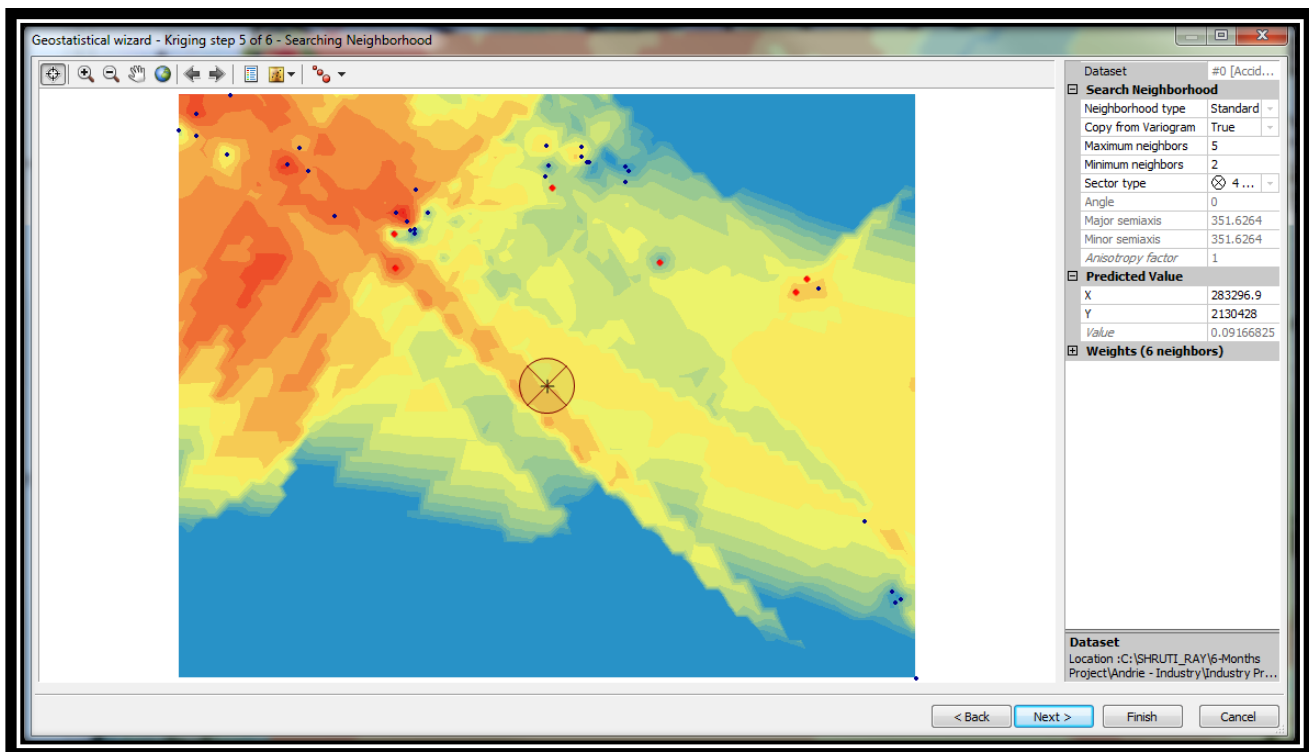 Geostatistical wizard - Kriging step 5 of 6 - Searching Neighborhood
Dataset #0 [Accid...
Search Neighborhood
Neighborhood type Standard
Copy from Variogram True
Maximum neighbors 5
Minimum neighbors 2
Sector type 4 ...
Angle 0
Major semiaxis 351.6264
Minor semiaxis 351.6264
Anisotropy factor 1
Predicted Value
X 283296.9
Y 2130428
Value 0.09166825
Weights (6 neighbors)
Dataset
Location :C:\SHRUTI_RAY\6-Months
Project\Andrie - Industry\Industry Pr...
< Back Next > Finish Cancel